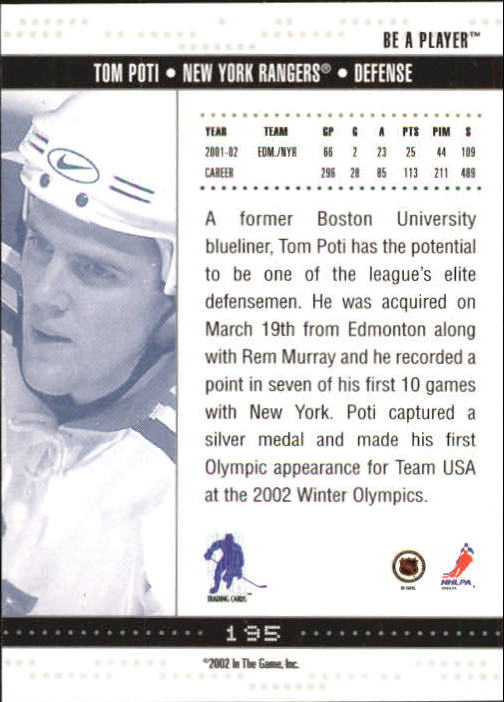 BE A PLAYER™
TOM POTI • NEW YORK RANGERS® • DEFENSE
YEAR TEAM GP G A PTS PIM S
2001-02 EDM./NYR 66 2 23 25 44 109
CAREER 296 28 85 113 211 489
A former Boston University
blueliner, Tom Poti has the potential
to be one of the league's elite
defensemen. He was acquired on
March 19th from Edmonton along
with Rem Murray and he recorded a
point in seven of his first 10 games
with New York. Poti captured a
silver medal and made his first
Olympic appearance for Team USA
at the 2002 Winter Olympics.
TRADING CARDS
© NHL
NHLPA
195
©2002 In The Game, Inc.